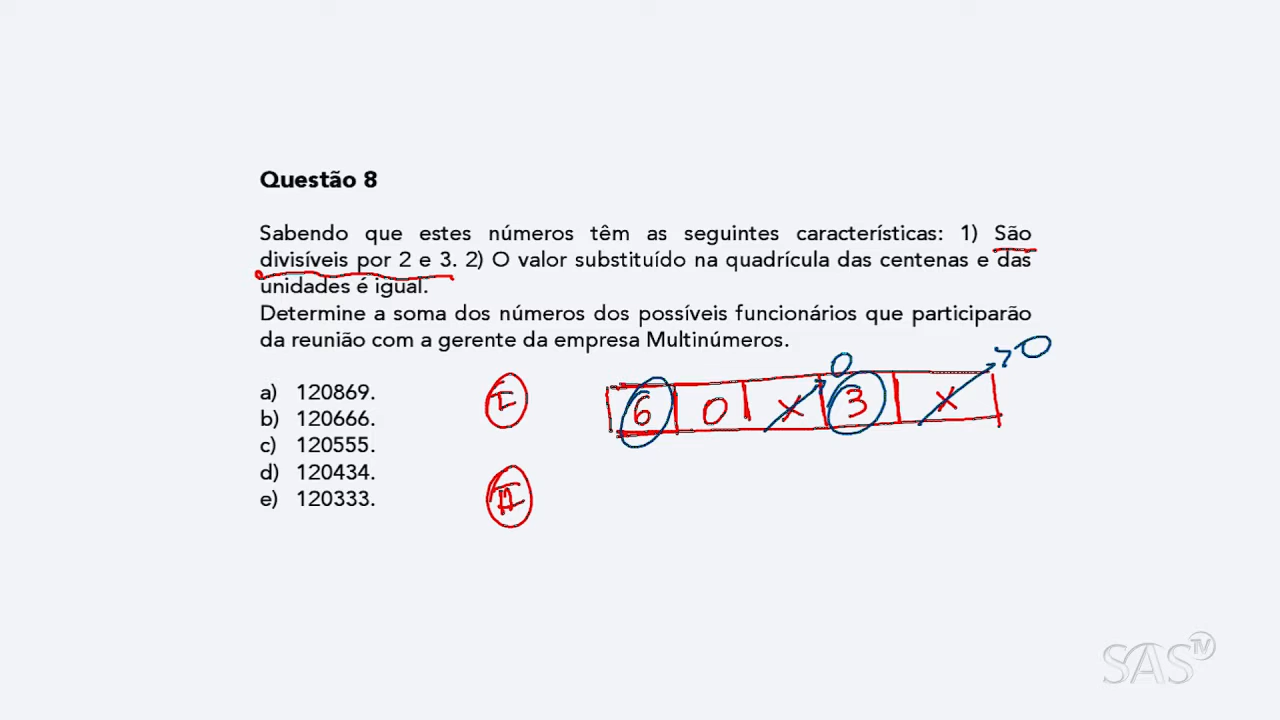 Questão 8
Sabendo que estes números têm as seguintes características: 1) São
divisíveis por 2 e 3. 2) O valor substituído na quadrícula das centenas e das
unidades é igual.
Determine a soma dos números dos possíveis funcionários que participarão
da reunião com a gerente da empresa Multinúmeros.
a) 120869.
b) 120666.
c) 120555.
d) 120434.
e) 120333.
I
II
0 0
6 0 x 3 x
SAS TV